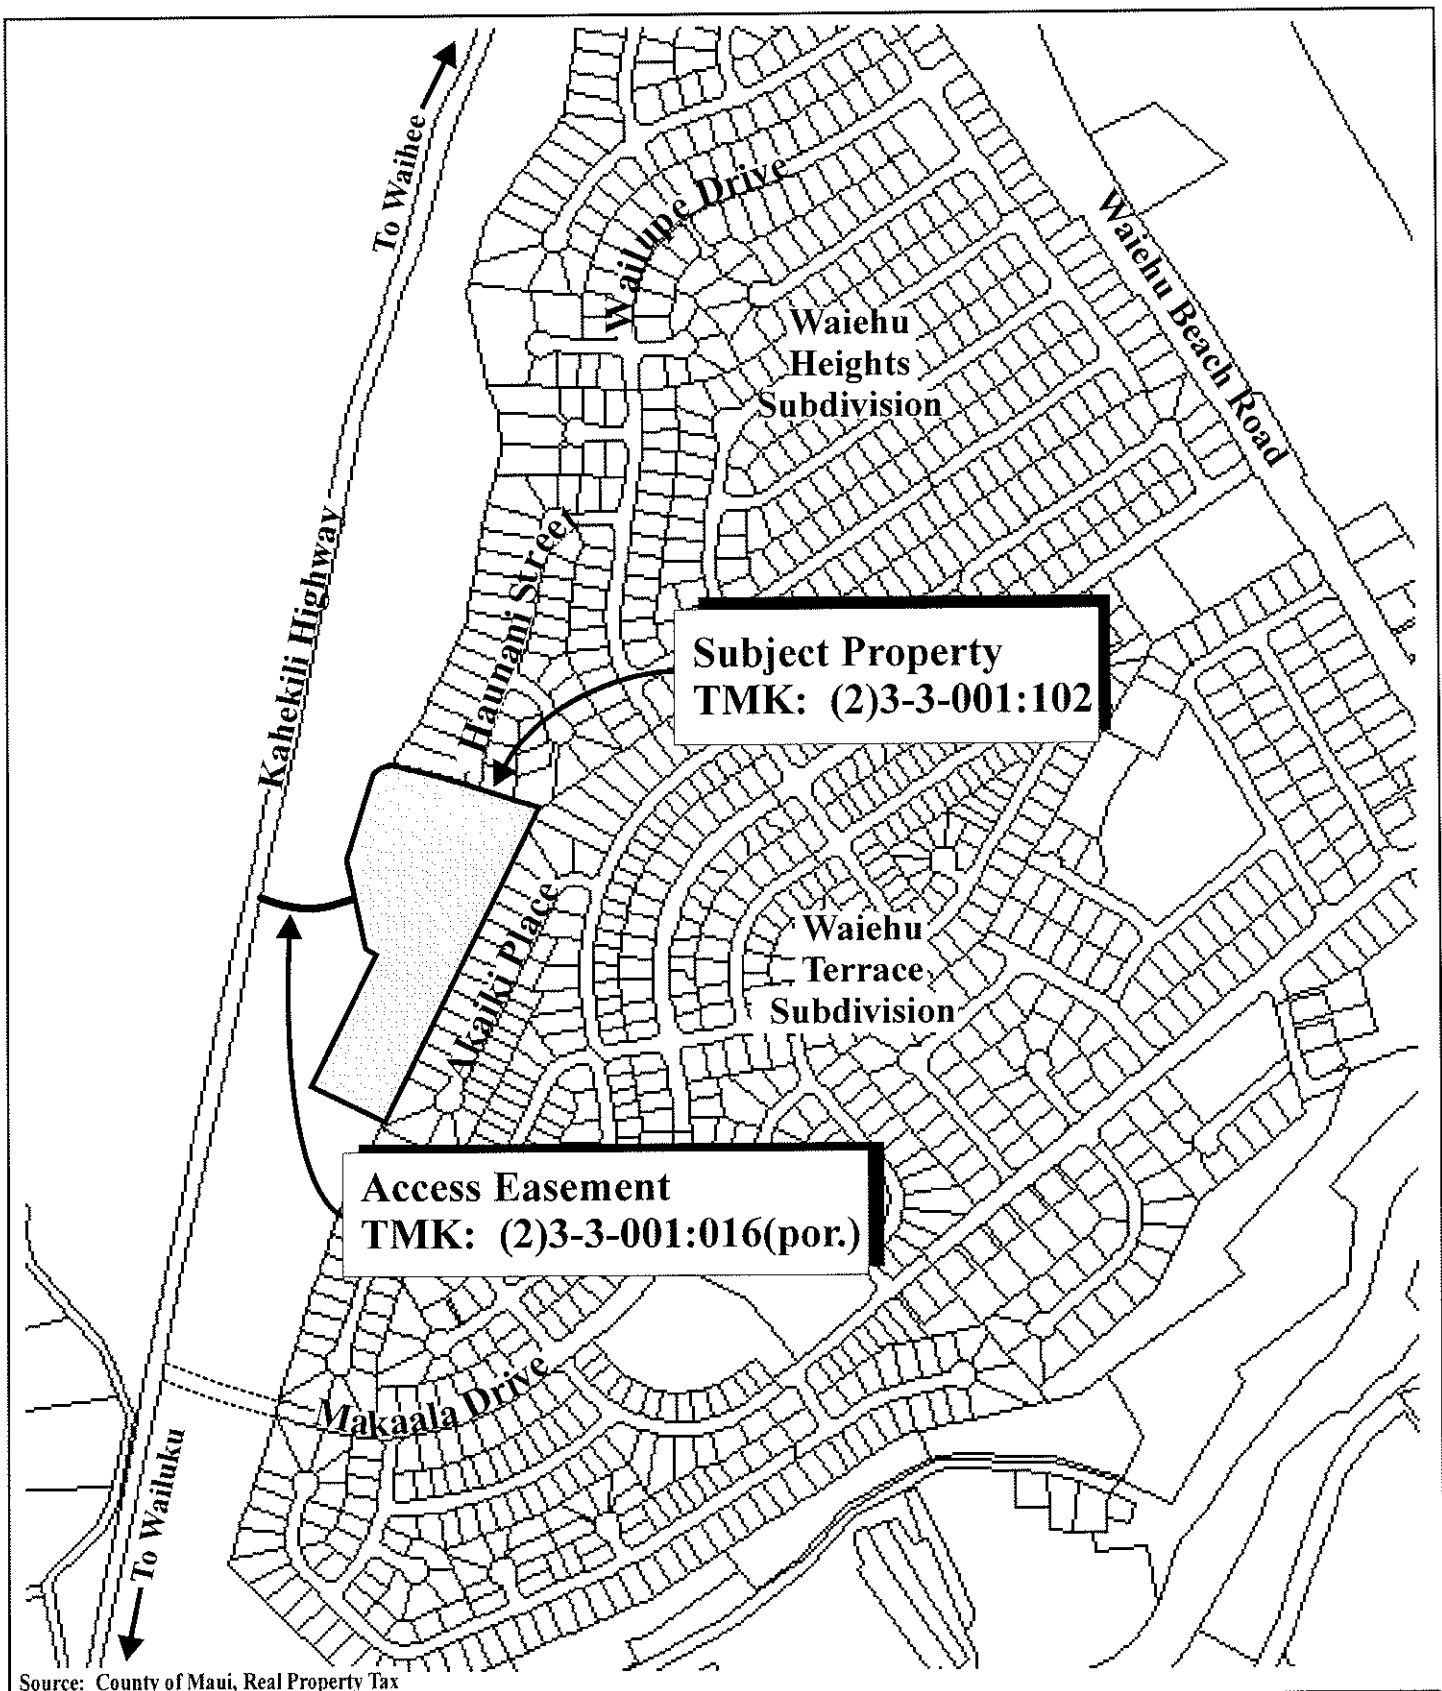 To Waihee
Wailupe Drive
Waiehu Beach Road
Waiehu
Heights
Subdivision
Kahekili Highway
Haunani Street
Subject Property
TMK: (2)3-3-001:102
Akaiki Place
Waiehu
Terrace
Subdivision
Access Easement
TMK: (2)3-3-001:016(por.)
Makaala Drive
To Wailuku
Source: County of Maui, Real Property Tax